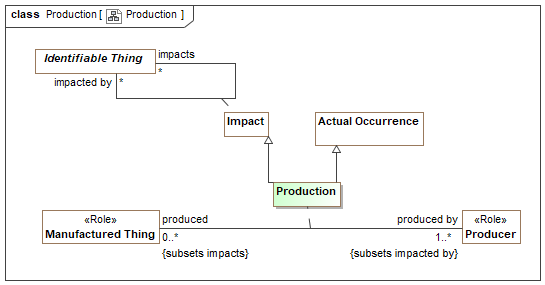 class Production [ Production ]
Identifiable Thing
impacts
*
impacted by
*
Impact
Actual Occurrence
Production
«Role»
Manufactured Thing
produced
0..*
{subsets impacts}
produced by
1..*
{subsets impacted by}
«Role»
Producer